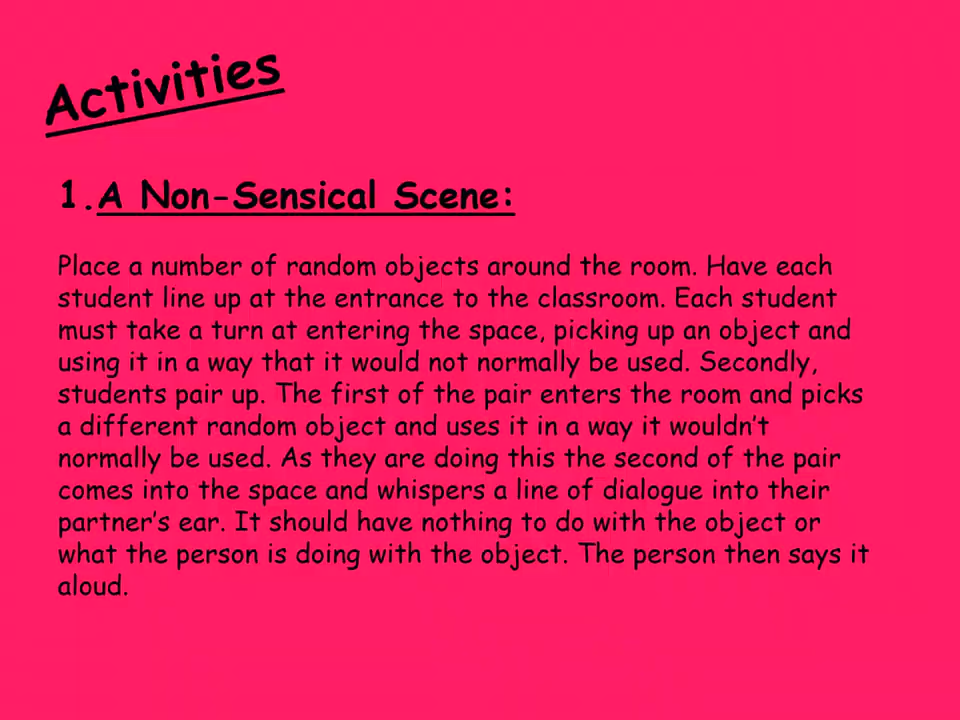 Activities
1.A Non-Sensical Scene:
Place a number of random objects around the room. Have each
student line up at the entrance to the classroom. Each student
must take a turn at entering the space, picking up an object and
using it in a way that it would not normally be used. Secondly,
students pair up. The first of the pair enters the room and picks
a different random object and uses it in a way it wouldn’t
normally be used. As they are doing this the second of the pair
comes into the space and whispers a line of dialogue into their
partner’s ear. It should have nothing to do with the object or
what the person is doing with the object. The person then says it
aloud.